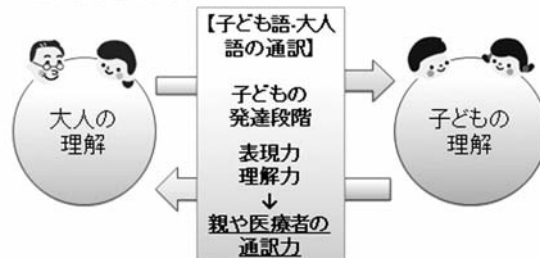 大人の
理解
【子ども語-大人
語の通訳】
子どもの
発達段階
表現力
理解力
↓
親や医療者の
通訳力
子どもの
理解